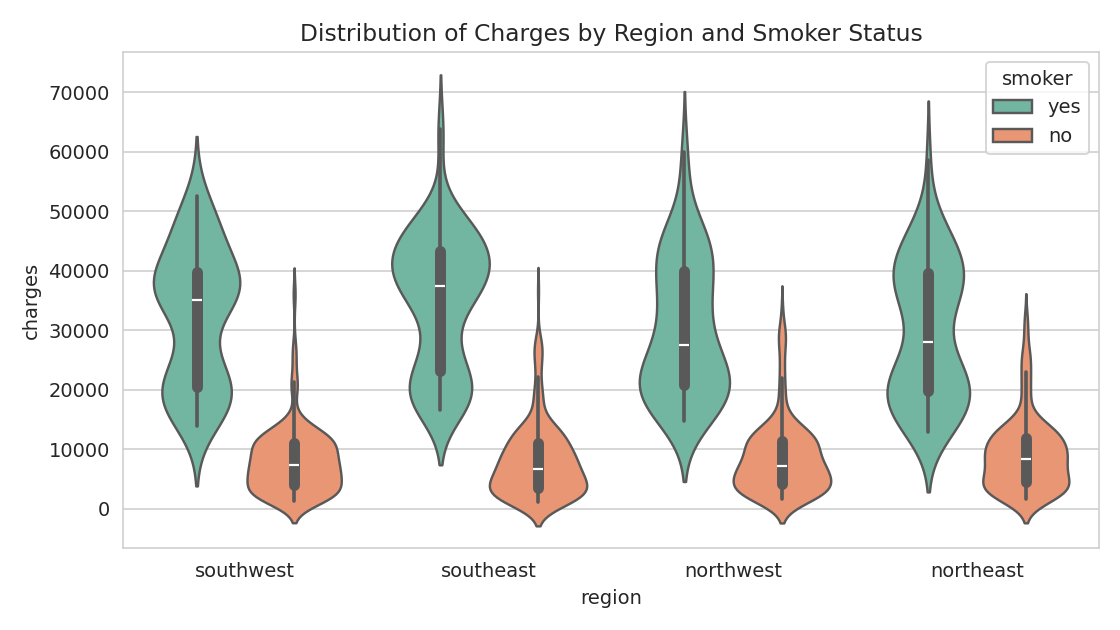 Distribution of Charges by Region and Smoker Status
smoker
yes
no
charges
70000
60000
50000
40000
30000
20000
10000
0
southwest southeast northwest northeast
region